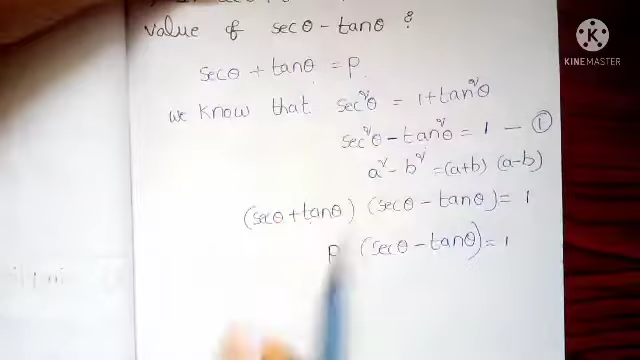 value of secθ - tanθ ?
secθ + tanθ = P
we know that sec²θ = 1 + tan²θ
sec²θ - tan²θ = 1 — ①
a² - b² = (a+b) (a-b)
(secθ + tanθ) (secθ - tanθ) = 1
P (secθ - tanθ) = 1
KINEMASTER